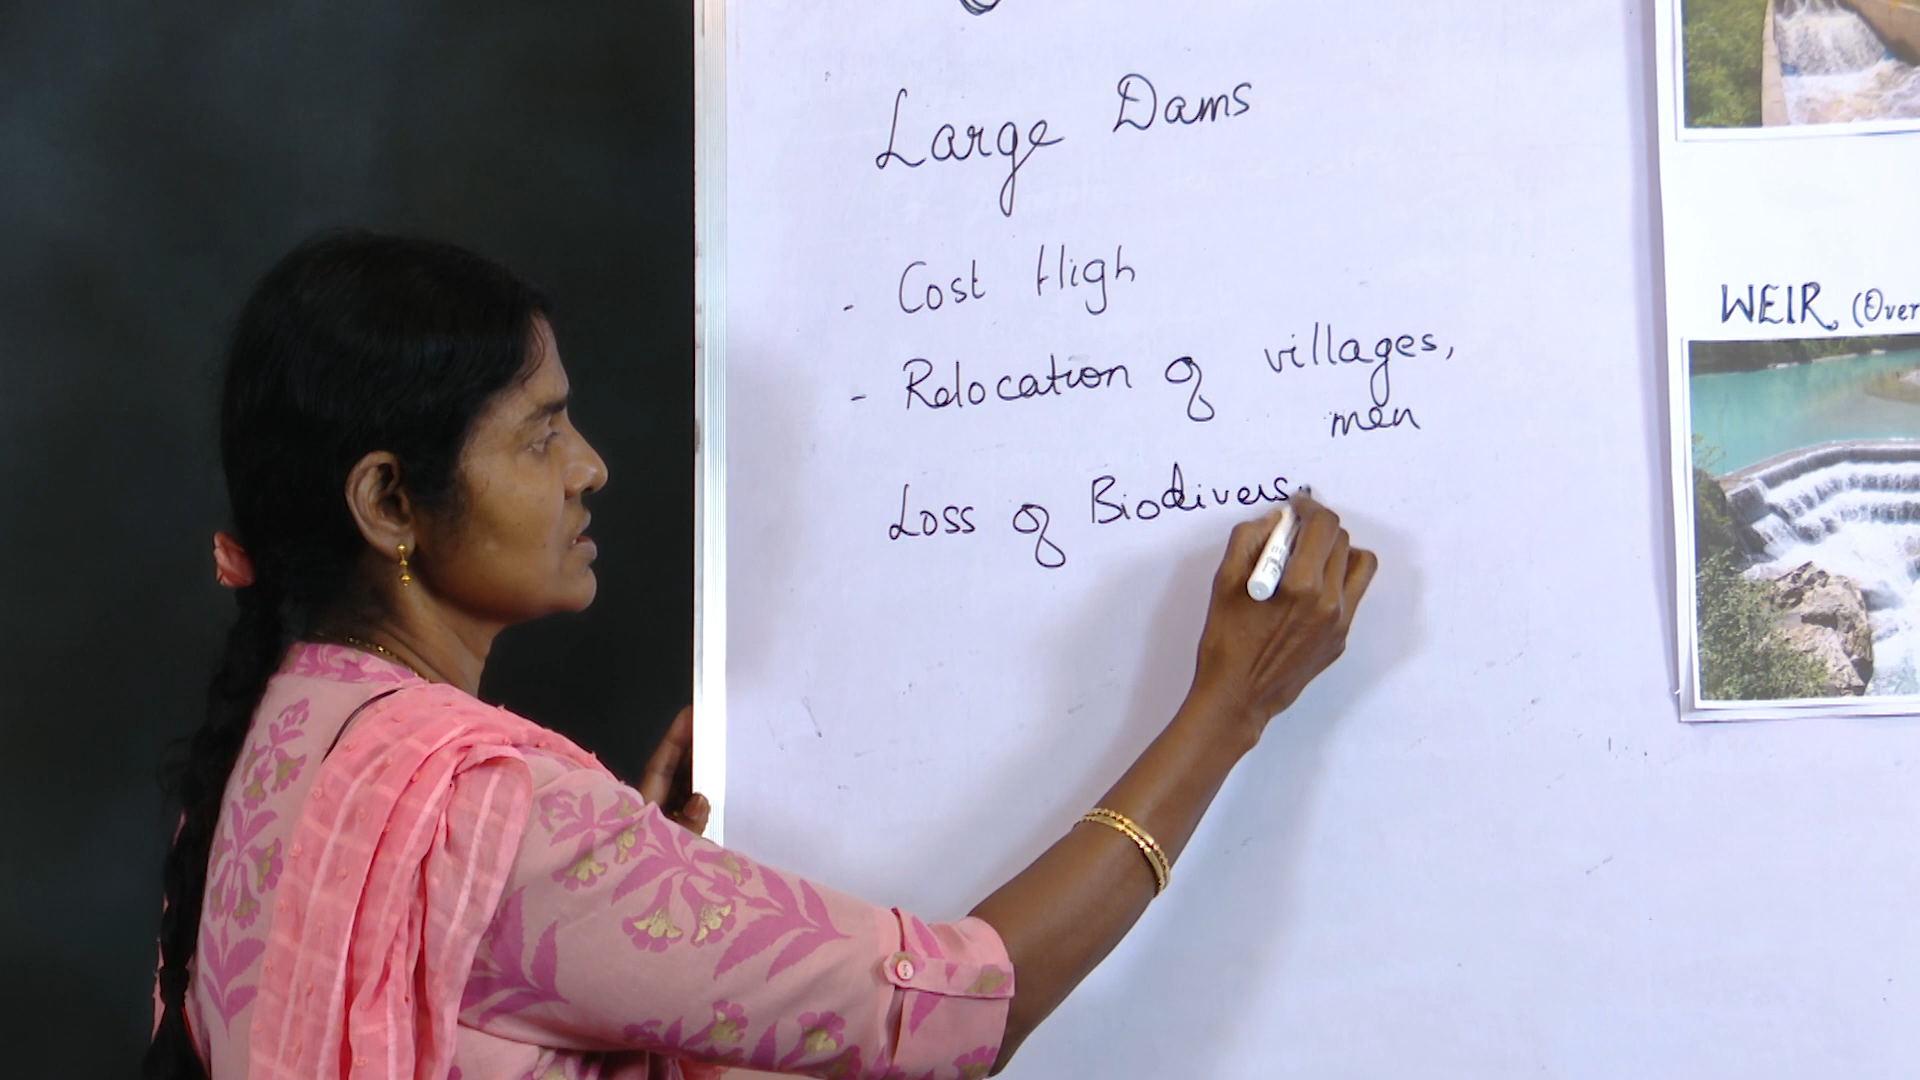 Large Dams
- Cost High
- Relocation of villages,
men
Loss of Biodivers
WEIR (Over